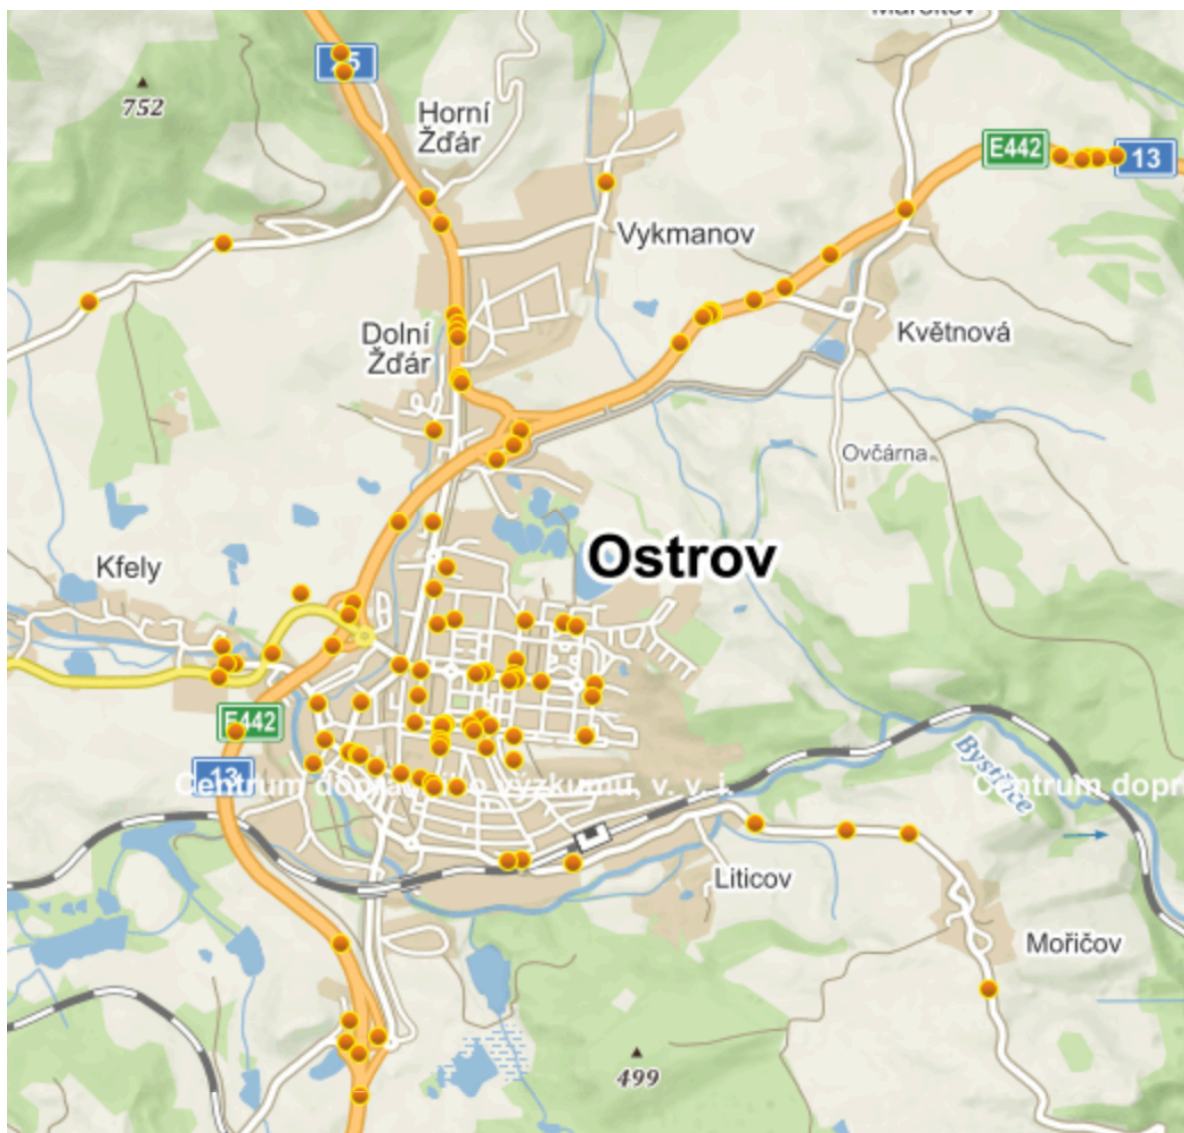 752
Horní
Žďár
E442
13
Vykmanov
Dolní
Žďár
Květnová
Ovčárna
Ostrov
Kfely
E442
13
Bystřice
Centrum dopravního výzkumu, v. v. i.
Centrum dopr
Liticov
Mořičov
499